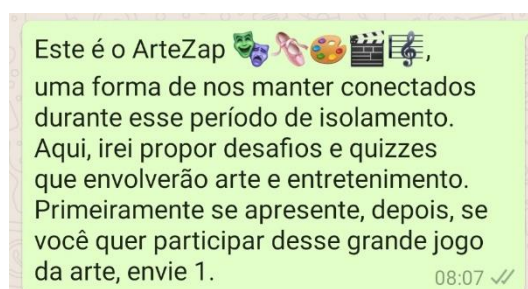 Este é o ArteZap 🎭🩰🎨🎬🎼,
uma forma de nos manter conectados
durante esse período de isolamento.
Aqui, irei propor desafios e quizzes
que envolverão arte e entretenimento.
Primeiramente se apresente, depois, se
você quer participar desse grande jogo
da arte, envie 1.
08:07